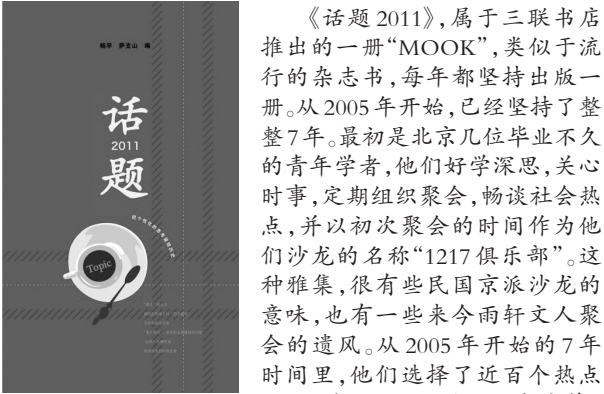 杨早 萨支山 编
话
2011
题
Topic
《话题2011》,属于三联书店
推出的一册“MOOK”,类似于流
行的杂志书,每年都坚持出版一
册。从2005年开始,已经坚持了整
整7年。最初是北京几位毕业不久
的青年学者,他们好学深思,关心
时事,定期组织聚会,畅谈社会热
点,并以初次聚会的时间作为他
们沙龙的名称“1217俱乐部”。这
种雅集,很有些民国京派沙龙的
意味,也有一些来今雨轩文人聚
会的遗风。从2005年开始的7年
时间里,他们选择了近百个热点